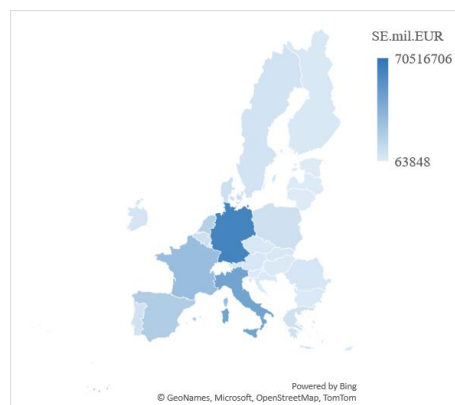 SE.mil.EUR
70516706
63848
Powered by Bing
© GeoNames, Microsoft, OpenStreetMap, TomTom